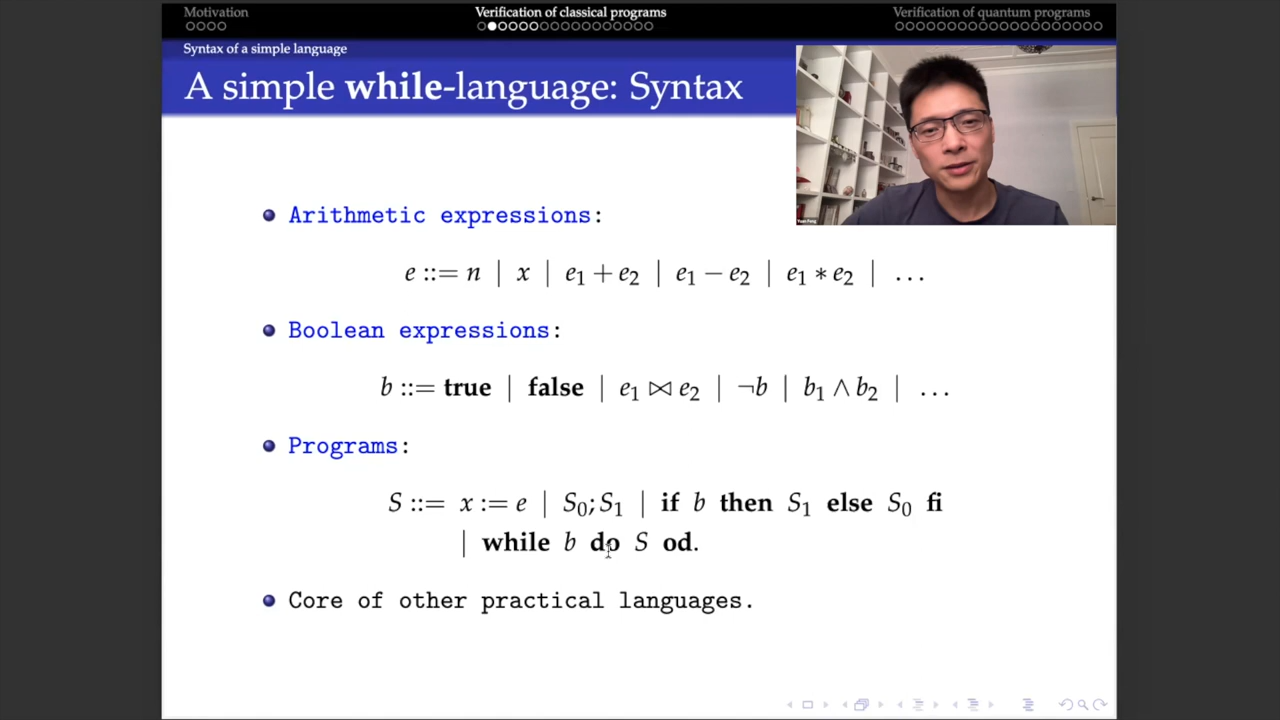 Motivation
Verification of classical programs
Verification of quantum programs
Syntax of a simple language
A simple while-language: Syntax
Yuan Feng
Arithmetic expressions:
e ::= n | x | e₁ + e₂ | e₁ − e₂ | e₁ ∗ e₂ | ...
Boolean expressions:
b ::= true | false | e₁ ⋈ e₂ | ¬b | b₁ ∧ b₂ | ...
Programs:
S ::= x := e | S₀; S₁ | if b then S₁ else S₀ fi
| while b do S od.
Core of other practical languages.